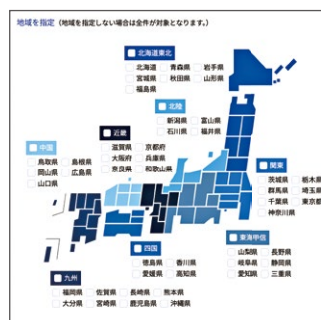 地域を指定（地域を指定しない場合は全件が対象となります。）
北海道東北
北海道 青森県 岩手県
宮城県 秋田県 山形県
福島県
北陸
新潟県 富山県
石川県 福井県
近畿
滋賀県 京都府
大阪府 兵庫県
奈良県 和歌山県
中国
鳥取県 島根県
岡山県 広島県
山口県
関東
茨城県 栃木県
群馬県 埼玉県
千葉県 東京都
神奈川県
東海甲信
山梨県 長野県
岐阜県 静岡県
愛知県 三重県
四国
徳島県 香川県
愛媛県 高知県
九州
福岡県 佐賀県 長崎県 熊本県
大分県 宮崎県 鹿児島県 沖縄県